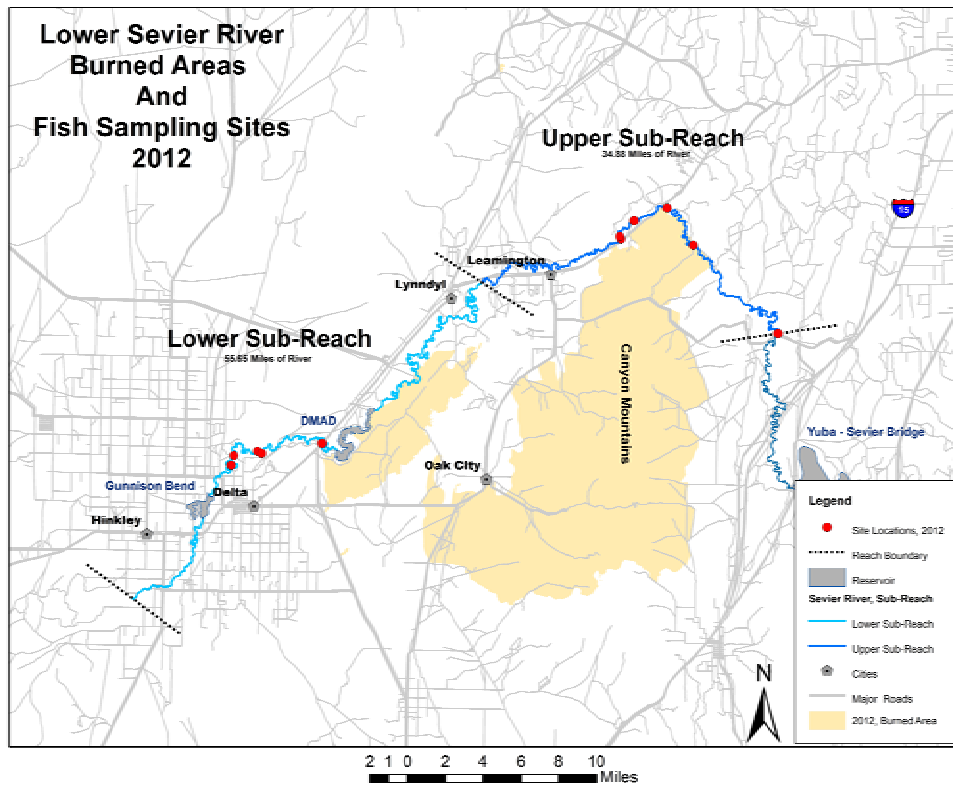 Lower Sevier River
Burned Areas
And
Fish Sampling Sites
2012
Upper Sub-Reach
34.88 Miles of River
15
Leamington
Lynndyl
Lower Sub-Reach
55.65 Miles of River
Canyon Mountains
DMAD
Yuba - Sevier Bridge
Oak City
Gunnison Bend
Delta
Hinkley
Legend
Site Locations, 2012
Reach Boundary
Reservoir
Sevier River, Sub-Reach
Lower Sub-Reach
Upper Sub-Reach
Cities
Major Roads
2012, Burned Area
N
2 1 0 2 4 6 8 10
Miles